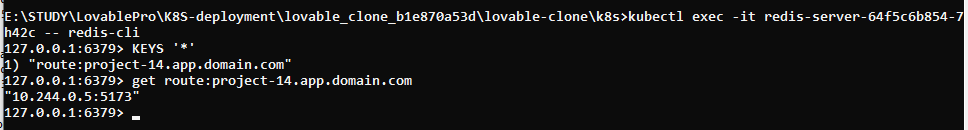 E:\STUDY\LovablePro\K8S-deployment\lovable_clone_b1e870a53d\lovable-clone\k8s>kubectl exec -it redis-server-64f5c6b854-7
h42c -- redis-cli
127.0.0.1:6379> KEYS '*'
1) "route:project-14.app.domain.com"
127.0.0.1:6379> get route:project-14.app.domain.com
"10.244.0.5:5173"
127.0.0.1:6379>